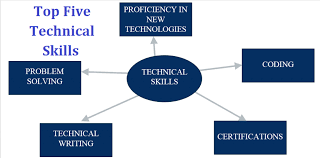 Top Five
Technical
Skills
PROFICIENCY IN
NEW
TECHNOLOGIES
PROBLEM
SOLVING
TECHNICAL
SKILLS
CODING
TECHNICAL
WRITING
CERTIFICATIONS